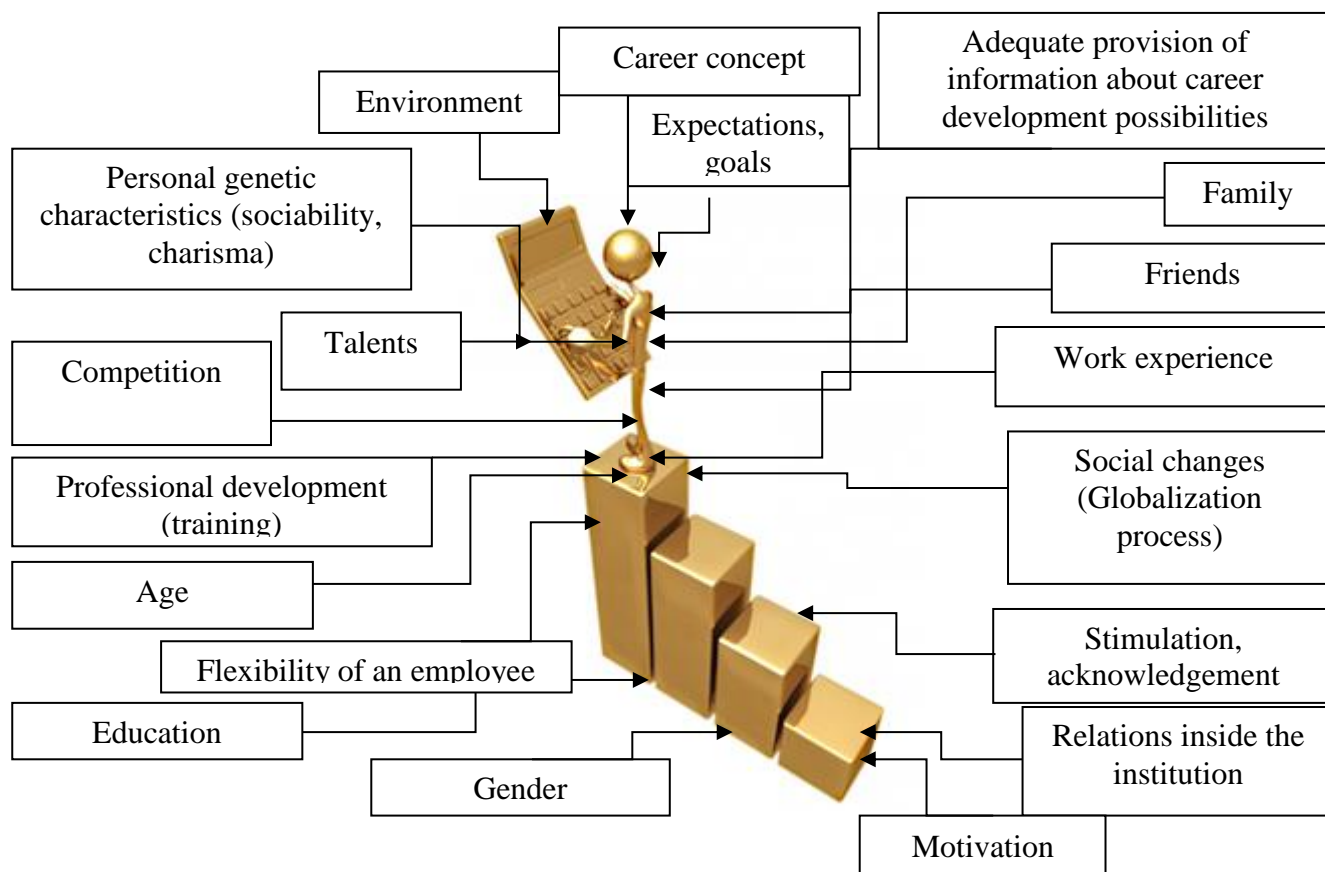 Career concept
Adequate provision of
information about career
development possibilities
Environment
Expectations,
goals
Personal genetic
characteristics (sociability,
charisma)
Family
Friends
Talents
Work experience
Competition
Professional development
(training)
Social changes
(Globalization
process)
Age
Flexibility of an employee
Stimulation,
acknowledgement
Education
Relations inside the
institution
Gender
Motivation